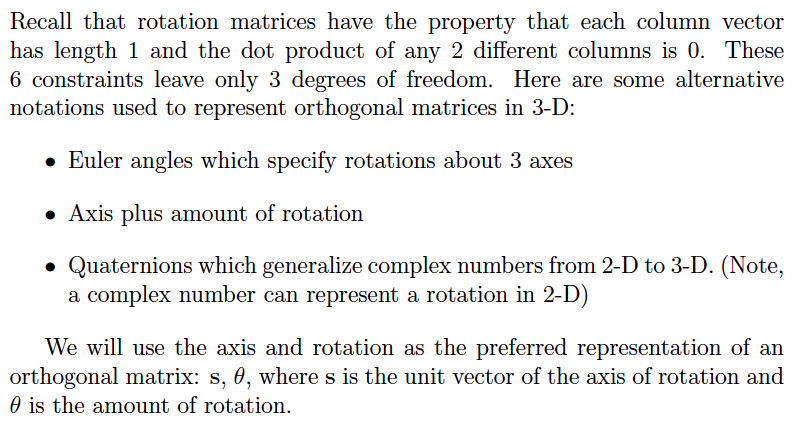 Recall that rotation matrices have the property that each column vector
has length 1 and the dot product of any 2 different columns is 0. These
6 constraints leave only 3 degrees of freedom. Here are some alternative
notations used to represent orthogonal matrices in 3-D:
• Euler angles which specify rotations about 3 axes
• Axis plus amount of rotation
• Quaternions which generalize complex numbers from 2-D to 3-D. (Note,
a complex number can represent a rotation in 2-D)
We will use the axis and rotation as the preferred representation of an
orthogonal matrix: s, θ, where s is the unit vector of the axis of rotation and
θ is the amount of rotation.